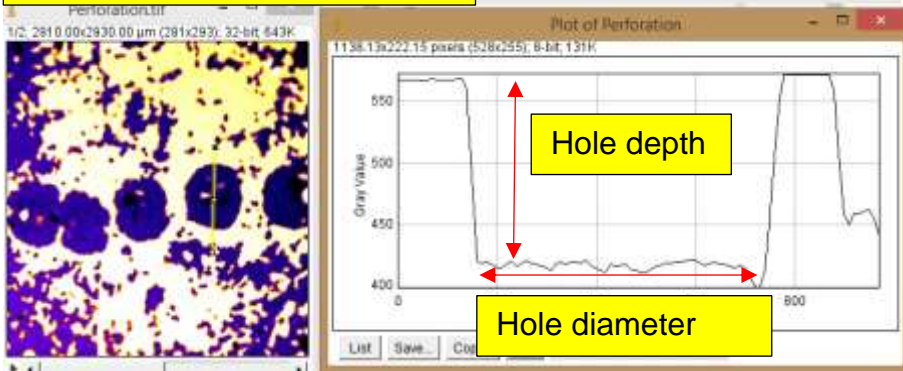 Perforation.tif
1/2; 2810.00x2930.00 µm (281x293); 32-bit; 643K
Plot of Perforation
1138.13x222.15 pixels (528x255); 8-bit; 131K
550
500
450
400
Gray Value
0
800
Hole depth
Hole diameter
List
Save...